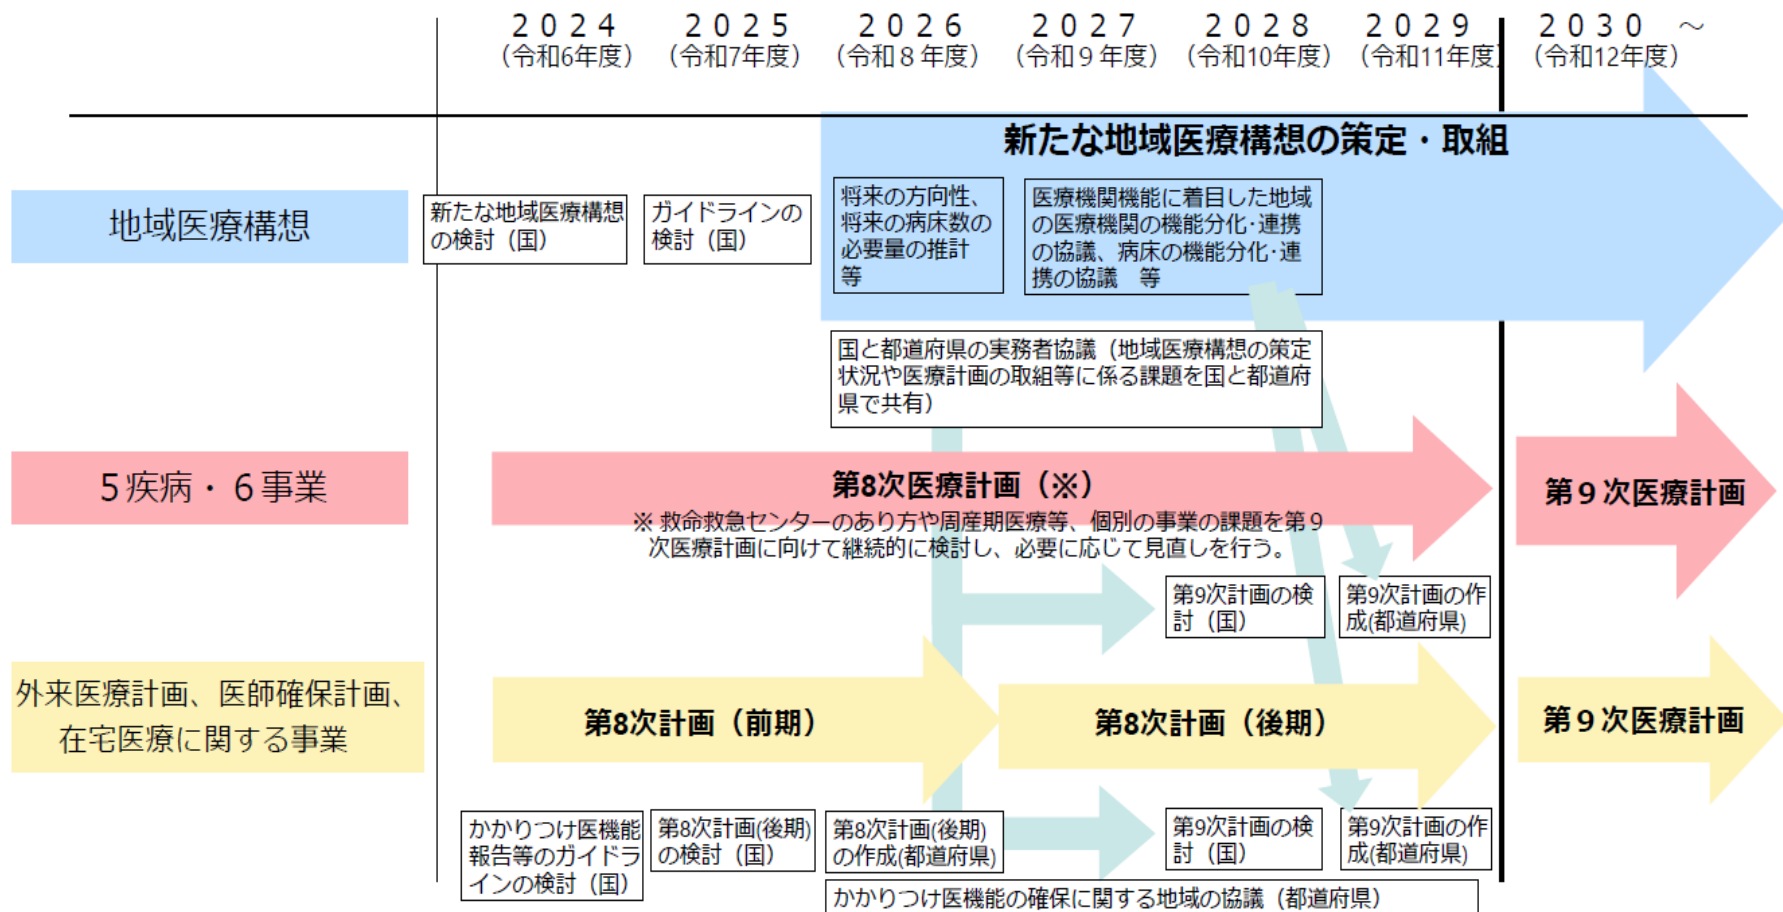 ２０２４
（令和6年度）
２０２５
（令和7年度）
２０２６
（令和８年度）
２０２７
（令和９年度）
２０２８
（令和10年度）
２０２９
（令和11年度）
２０３０　～
（令和12年度）
新たな地域医療構想の策定・取組
地域医療構想
新たな地域医療構想
の検討（国）
ガイドラインの
検討（国）
将来の方向性、
将来の病床数の
必要量の推計
等
医療機関機能に着目した地域
の医療機関の機能分化･連携
の協議、病床の機能分化･連
携の協議　等
国と都道府県の実務者協議（地域医療構想の策定
状況や医療計画の取組等に係る課題を国と都道府
県で共有）
５疾病・６事業
第8次医療計画（※）
※ 救命救急センターのあり方や周産期医療等、個別の事業の課題を第９
次医療計画に向けて継続的に検討し、必要に応じて見直しを行う。
第９次医療計画
第9次計画の検
討（国）
第9次計画の作
成(都道府県)
外来医療計画、医師確保計画、
在宅医療に関する事業
第8次計画（前期）
第8次計画（後期）
第９次医療計画
かかりつけ医機能
報告等のガイドラ
インの検討（国）
第8次計画(後期)
の検討（国）
第8次計画(後期)
の作成(都道府県)
第9次計画の検
討（国）
第9次計画の作
成(都道府県)
かかりつけ医機能の確保に関する地域の協議（都道府県）